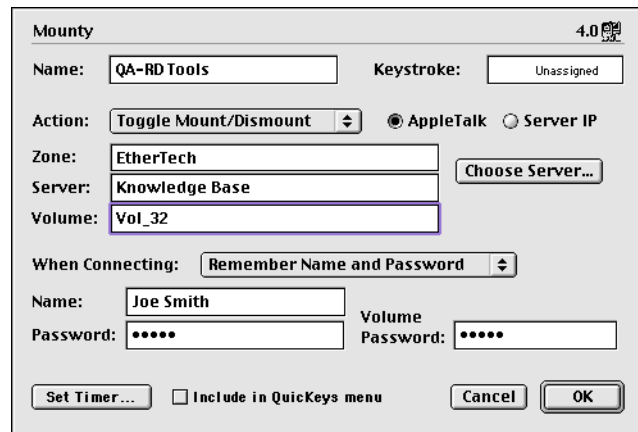 Mounty 4.0
Name: QA-RD Tools Keystroke: Unassigned
Action: Toggle Mount/Dismount AppleTalk Server IP
Zone: EtherTech
Choose Server...
Server: Knowledge Base
Volume: Vol_32
When Connecting: Remember Name and Password
Name: Joe Smith
Password: ••••• Volume Password: •••••
Set Timer... Include in QuicKeys menu Cancel OK